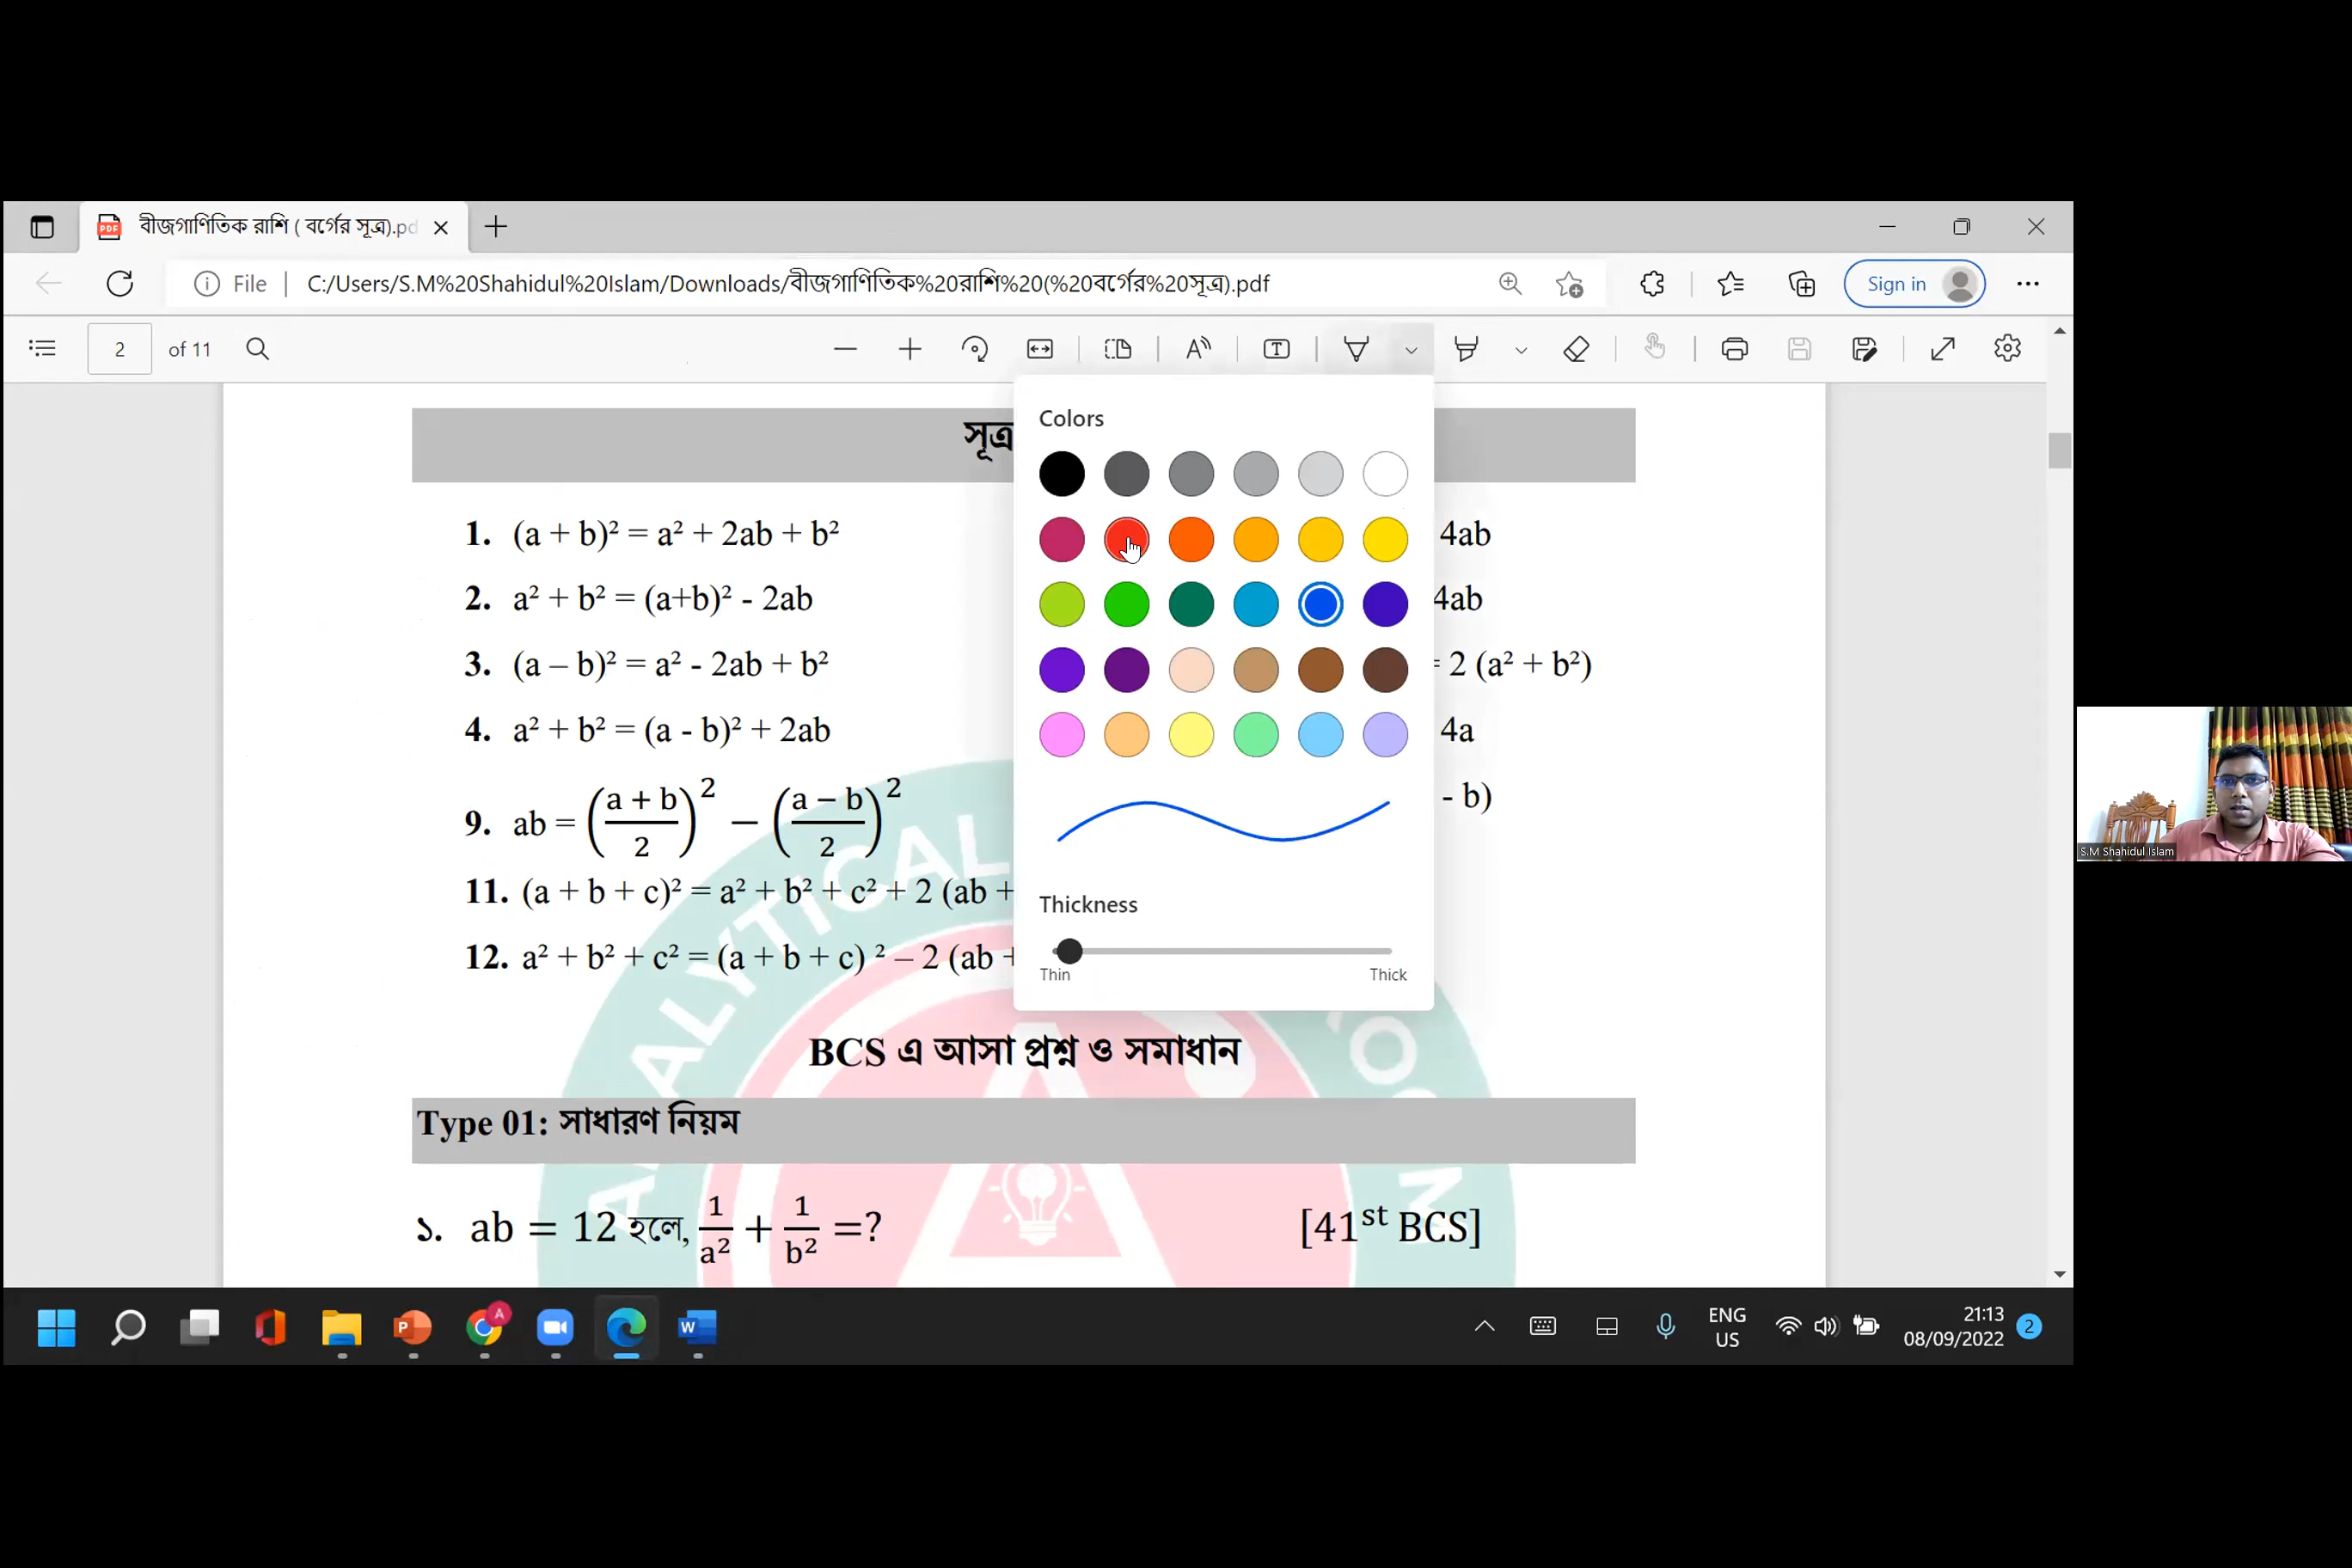 বীজগাণিতিক রাশি ( বর্গের সূত্র).pd
File
C:/Users/S.M%20Shahidul%20Islam/Downloads/বীজগাণিতিক%20রাশি%20(%20বর্গের%20সূত্র).pdf
Sign in
2 of 11
সূত্র
Colors
1. (a + b)² = a² + 2ab + b²
4ab
2. a² + b² = (a+b)² - 2ab
4ab
3. (a – b)² = a² - 2ab + b²
= 2 (a² + b²)
4. a² + b² = (a - b)² + 2ab
4a
9. ab = ((a + b)/2)² − ((a − b)/2)²
- b)
11. (a + b + c)² = a² + b² + c² + 2 (ab +
12. a² + b² + c² = (a + b + c) ² – 2 (ab +
Thickness
Thin
Thick
ANALYTICAL
BCS এ আসা প্রশ্ন ও সমাধান
Type 01: সাধারণ নিয়ম
১. ab = 12 হলে, 1/a² + 1/b² =?
[41ˢᵗ BCS]
S.M Shahidul Islam
ENG
US
21:13
08/09/2022
2